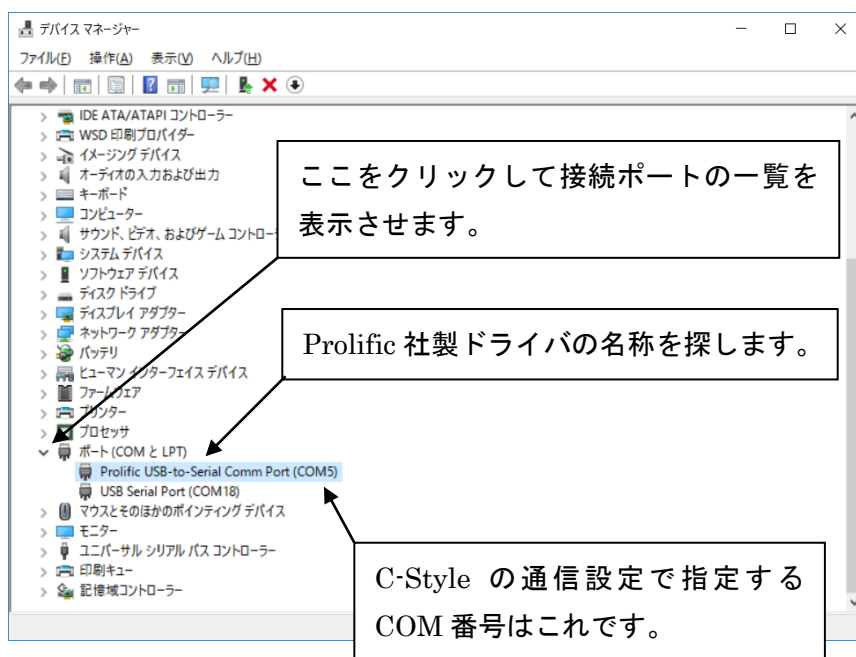 デバイス マネージャー
ファイル(F) 操作(A) 表示(V) ヘルプ(H)
IDE ATA/ATAPI コントローラー
WSD 印刷プロバイダー
イメージング デバイス
オーディオの入力および出力
キーボード
コンピューター
サウンド、ビデオ、およびゲーム コントロー
システム デバイス
ソフトウェア デバイス
ディスク ドライブ
ディスプレイ アダプター
ネットワーク アダプター
バッテリ
ヒューマン インターフェイス デバイス
ファームウェア
プリンター
プロセッサ
ポート (COM と LPT)
Prolific USB-to-Serial Comm Port (COM5)
USB Serial Port (COM18)
マウスとそのほかのポインティング デバイス
モニター
ユニバーサル シリアル バス コントローラー
印刷キュー
記憶域コントローラー
ここをクリックして接続ポートの一覧を
表示させます。
Prolific 社製ドライバの名称を探します。
C-Style の通信設定で指定する
COM 番号はこれです。